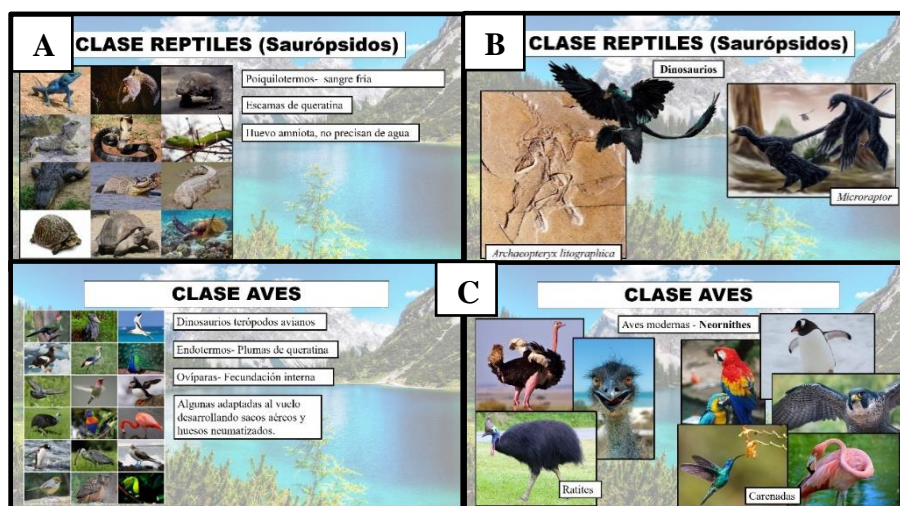 A
CLASE REPTILES (Saurópsidos)
Poiquilotermos- sangre fría
Escamas de queratina
Huevo amniota, no precisan de agua
B
CLASE REPTILES (Saurópsidos)
Dinosaurios
Microraptor
Archaeopteryx litographica
CLASE AVES
Dinosaurios terópodos avianos
Endotermos- Plumas de queratina
Ovíparas- Fecundación interna
Algunas adaptadas al vuelo
desarrollando sacos aéreos y
huesos neumatizados.
C
CLASE AVES
Aves modernas - Neornithes
Ratites
Carenadas